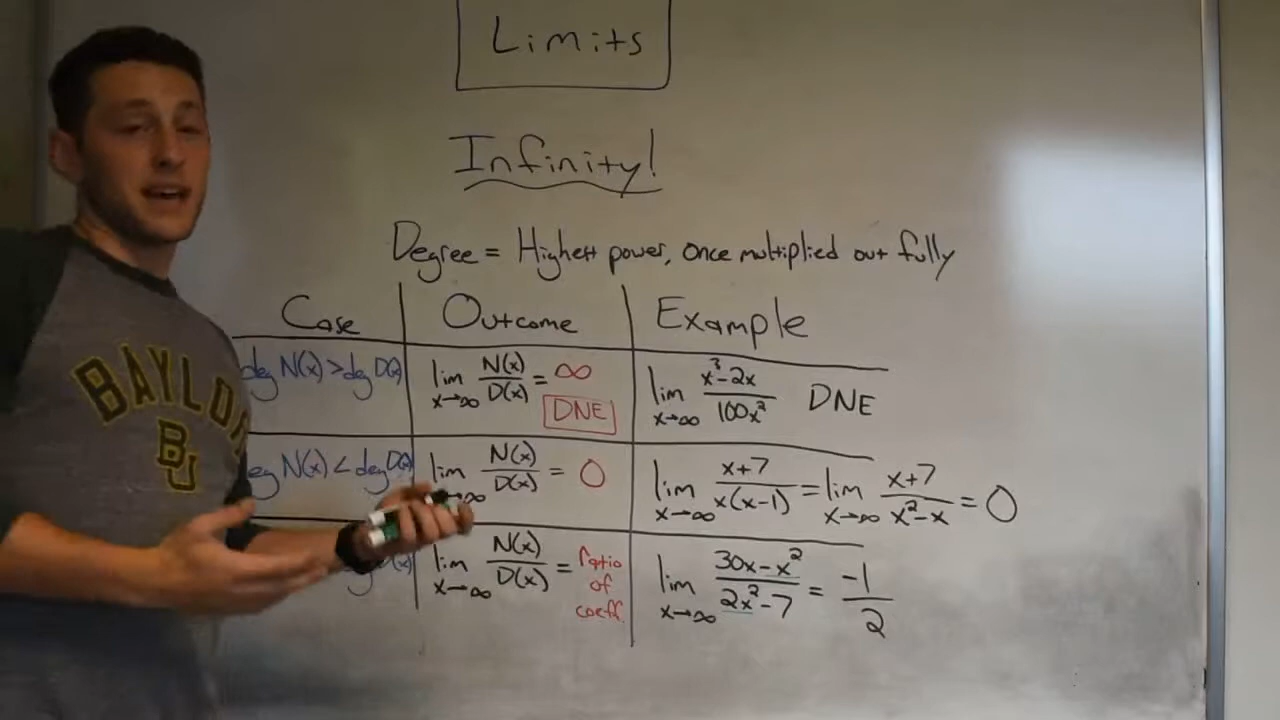 Limits
Infinity!
Degree = Highest power, once multiplied out fully
Case Outcome Example
deg N(x) > deg D(x) lim x→∞ N(x)/D(x) = ∞ DNE lim x→∞ x³-2x/100x² DNE
eg N(x) < deg D(x) lim x→∞ N(x)/D(x) = 0 lim x→∞ x+7/x(x-1) = lim x→∞ x+7/x²-x = 0
lim x→∞ N(x)/D(x) = ratio of coeff. lim x→∞ 30x-x²/2x²-7 = -1/2
BAYLOR
BU